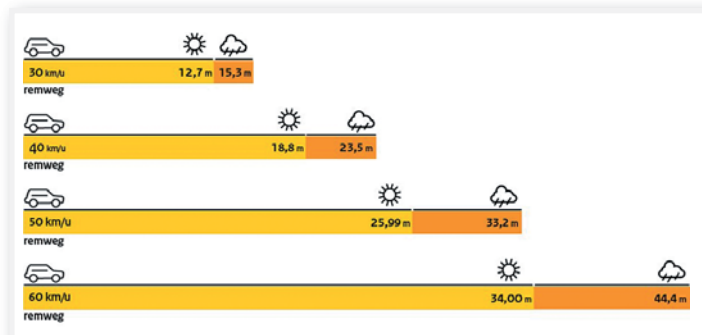 30 km/u 12,7 m 15,3 m
remweg
40 km/u 18,8 m 23,5 m
remweg
50 km/u 25,99 m 33,2 m
remweg
60 km/u 34,00 m 44,4 m
remweg